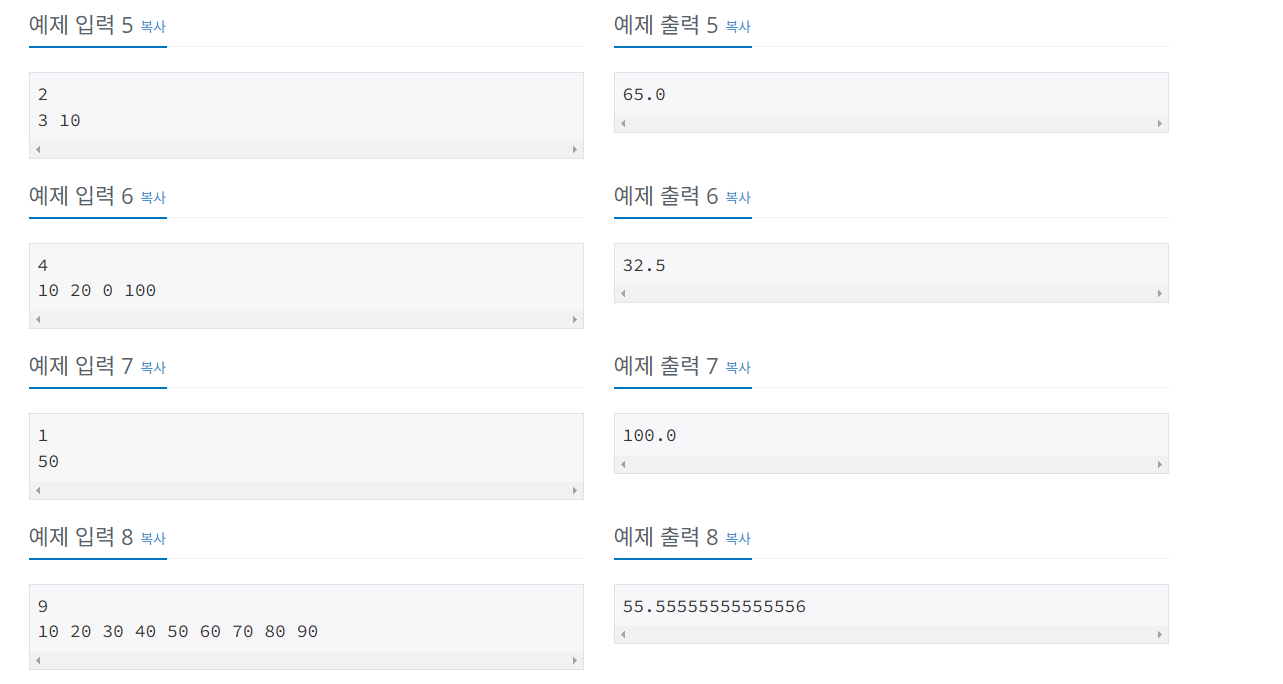 예제 입력 5 복사
예제 출력 5 복사
2
3 10
65.0
예제 입력 6 복사
예제 출력 6 복사
4
10 20 0 100
32.5
예제 입력 7 복사
예제 출력 7 복사
1
50
100.0
예제 입력 8 복사
예제 출력 8 복사
9
10 20 30 40 50 60 70 80 90
55.55555555555556